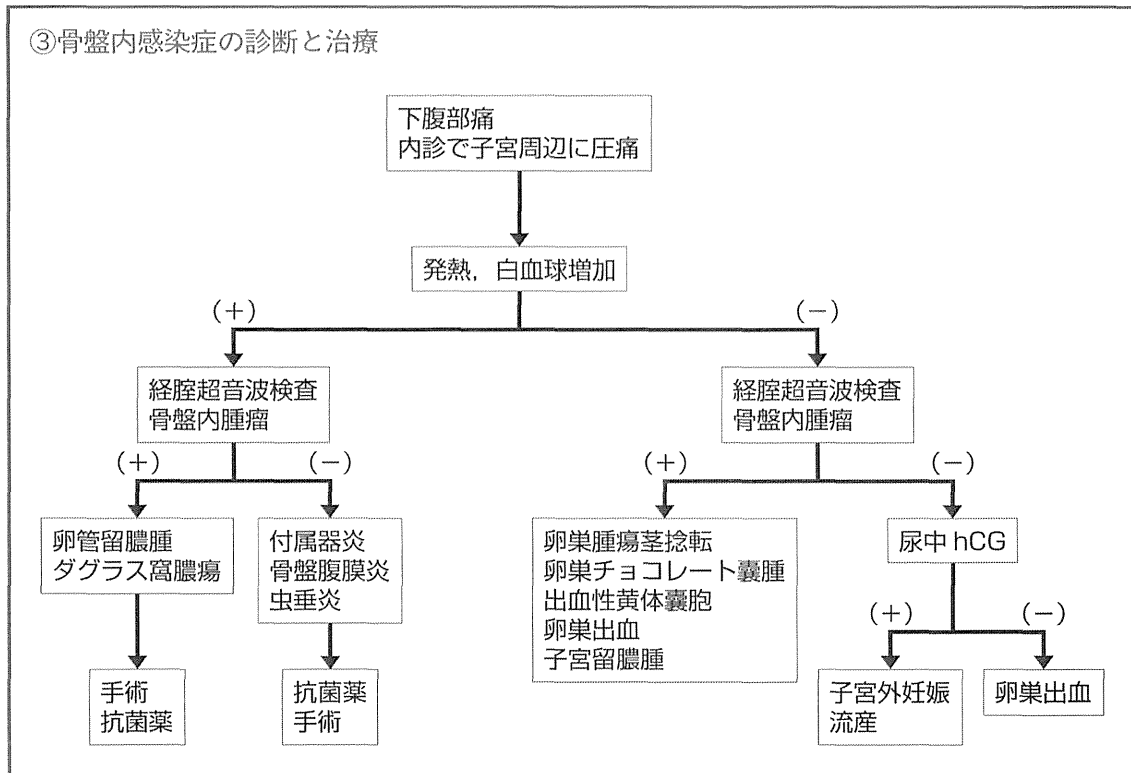 ③骨盤内感染症の診断と治療
下腹部痛
内診で子宮周辺に圧痛
発熱，白血球増加
(＋)
(－)
経腟超音波検査
骨盤内腫瘤
経腟超音波検査
骨盤内腫瘤
(＋)
(－)
(＋)
(－)
卵管留膿腫
ダグラス窩膿瘍
付属器炎
骨盤腹膜炎
虫垂炎
卵巣腫瘍茎捻転
卵巣チョコレート嚢腫
出血性黄体嚢胞
卵巣出血
子宮留膿腫
尿中 hCG
(＋)
(－)
手術
抗菌薬
抗菌薬
手術
子宮外妊娠
流産
卵巣出血